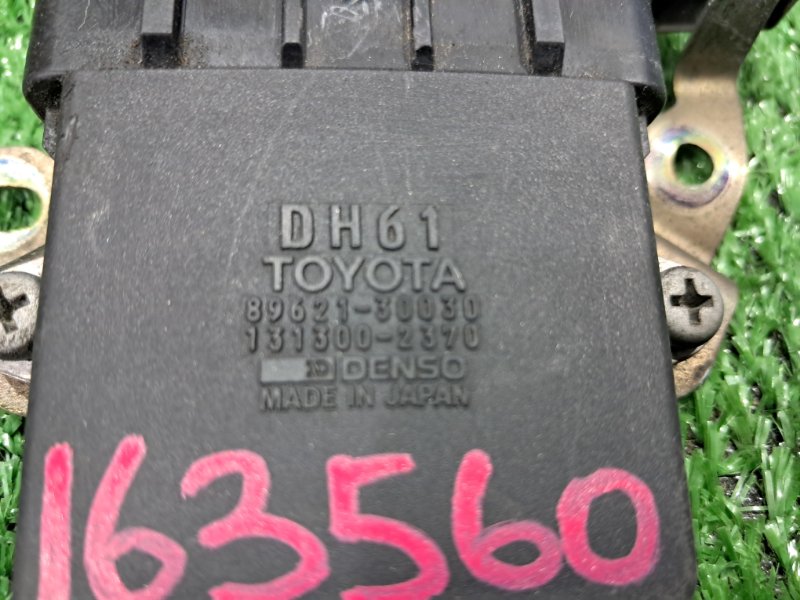 DH61
TOYOTA
89621-30030
131300-2370
DENSO
MADE IN JAPAN
163560